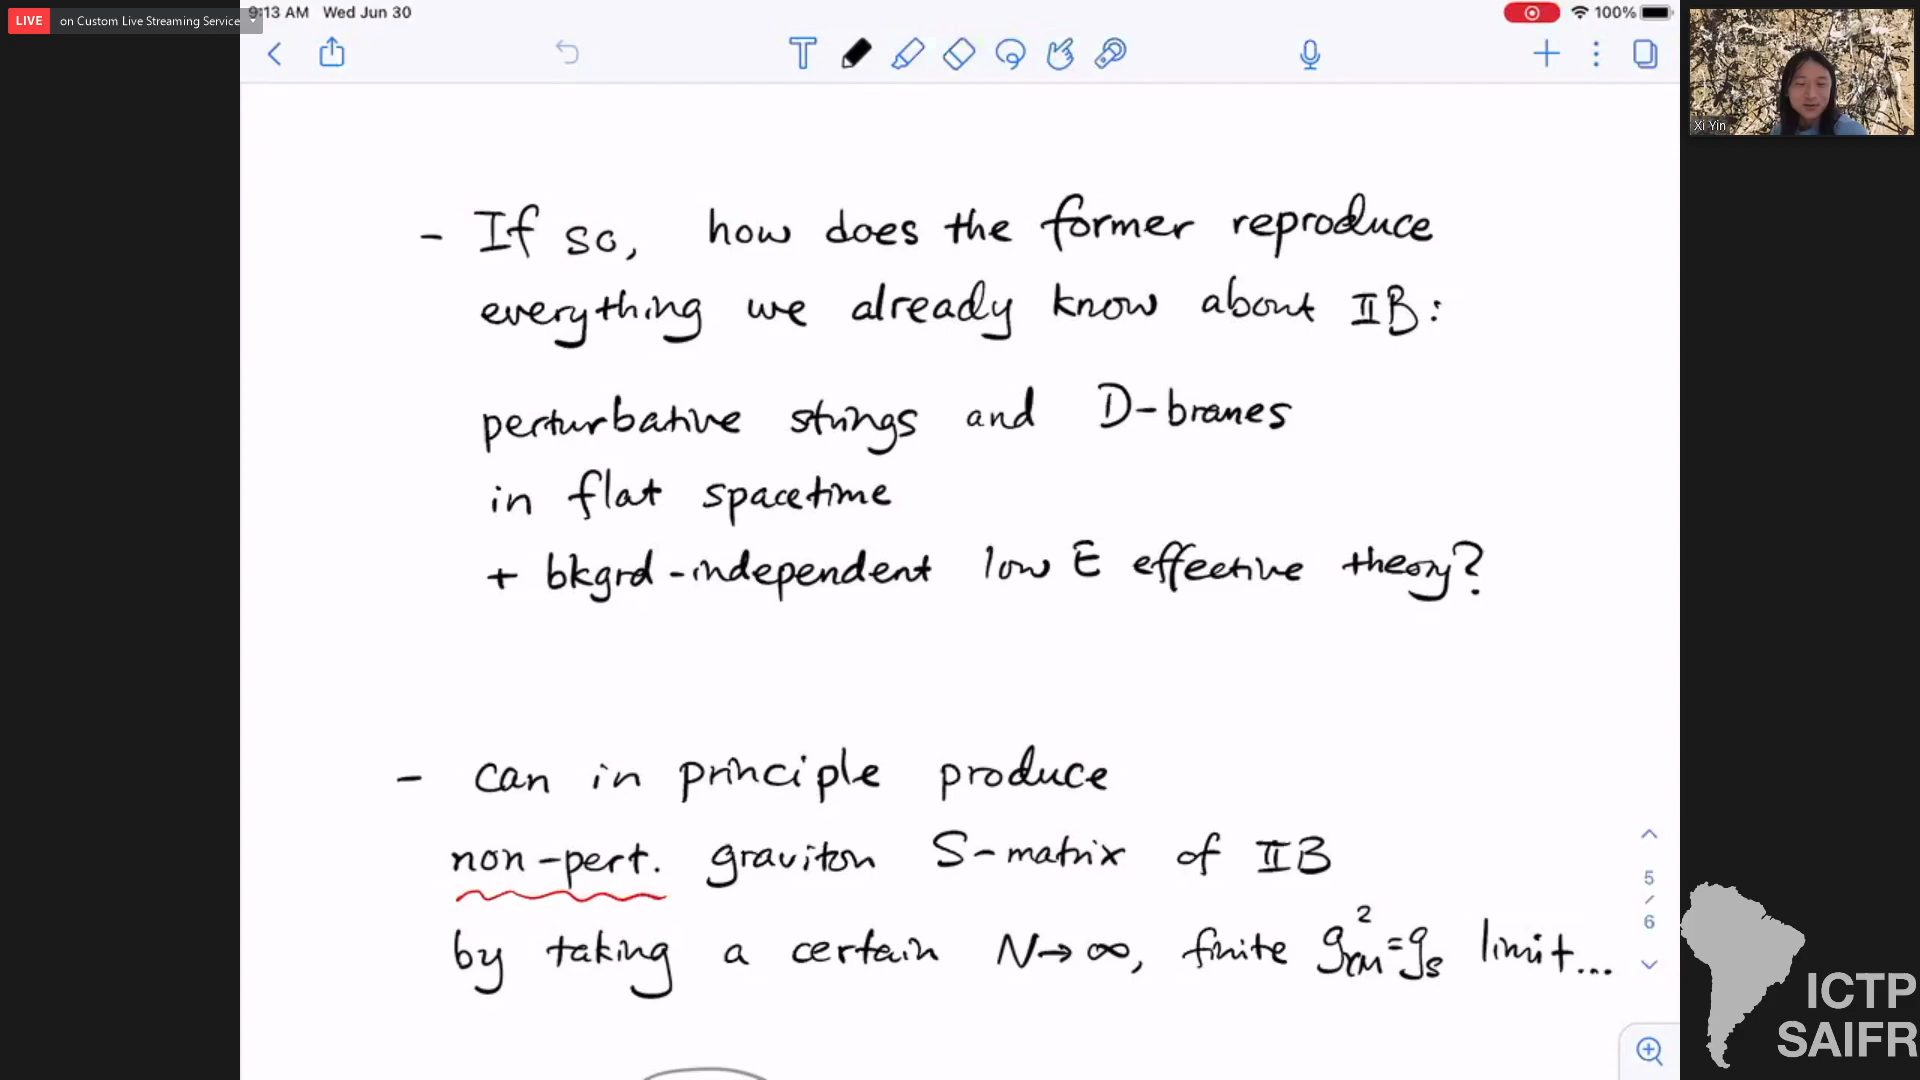 LIVE on Custom Live Streaming Service
9:13 AM Wed Jun 30
100%
Xi Yin
- If so, how does the former reproduce
everything we already know about IIB:
perturbative strings and D-branes
in flat spacetime
+ bkgrd-independent low E effective theory?
- can in principle produce
non-pert. graviton S-matrix of IIB
by taking a certain N→∞, finite g²YM=gs limit...
5
/
6
ICTP
SAIFR